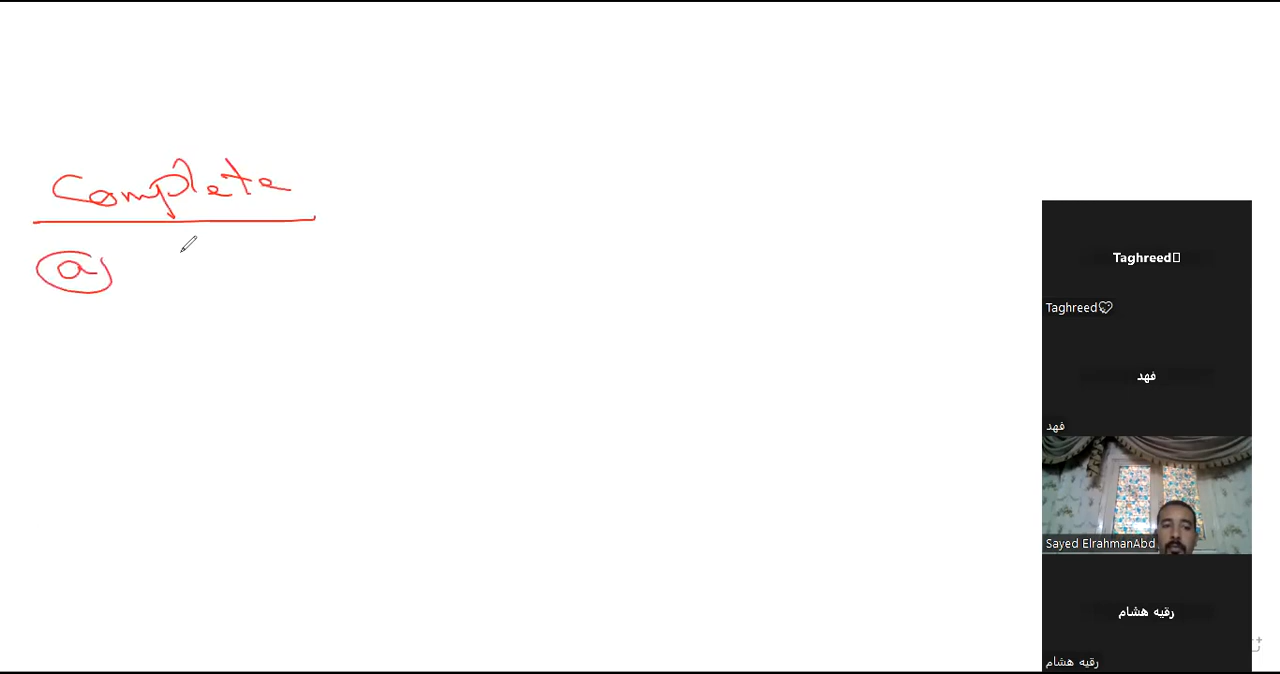 Complete
a)
Taghreed
Taghreed
فهد
فهد
Sayed ElrahmanAbd
رقيه هشام
رقيه هشام